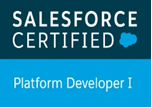 SALESFORCE
CERTIFIED
Platform Developer I